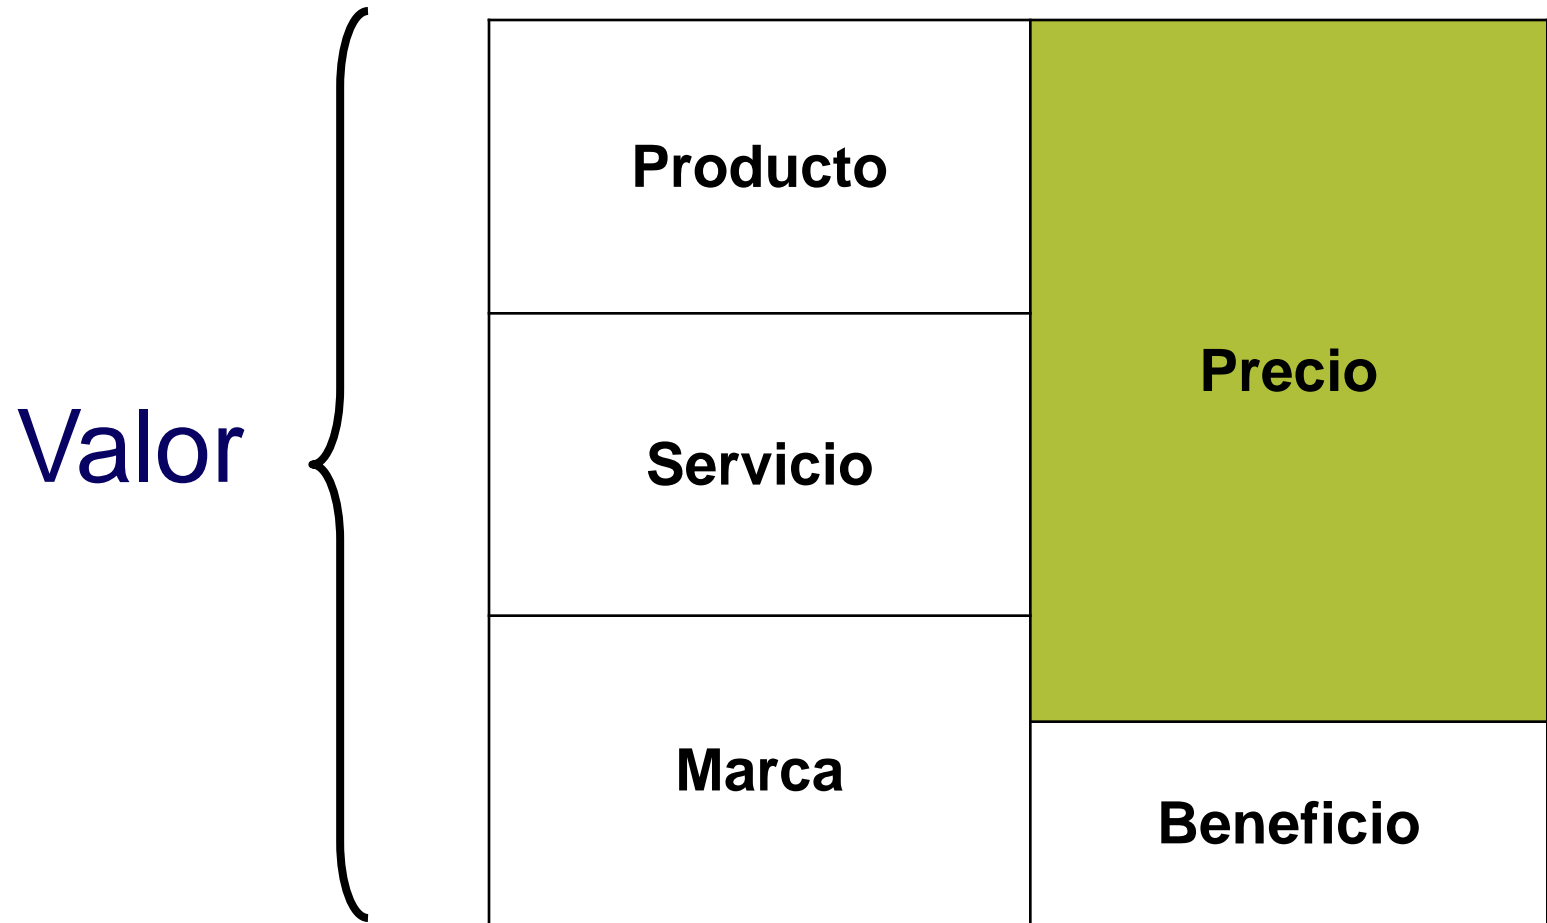 Valor
Producto
Servicio
Marca
Precio
Beneficio